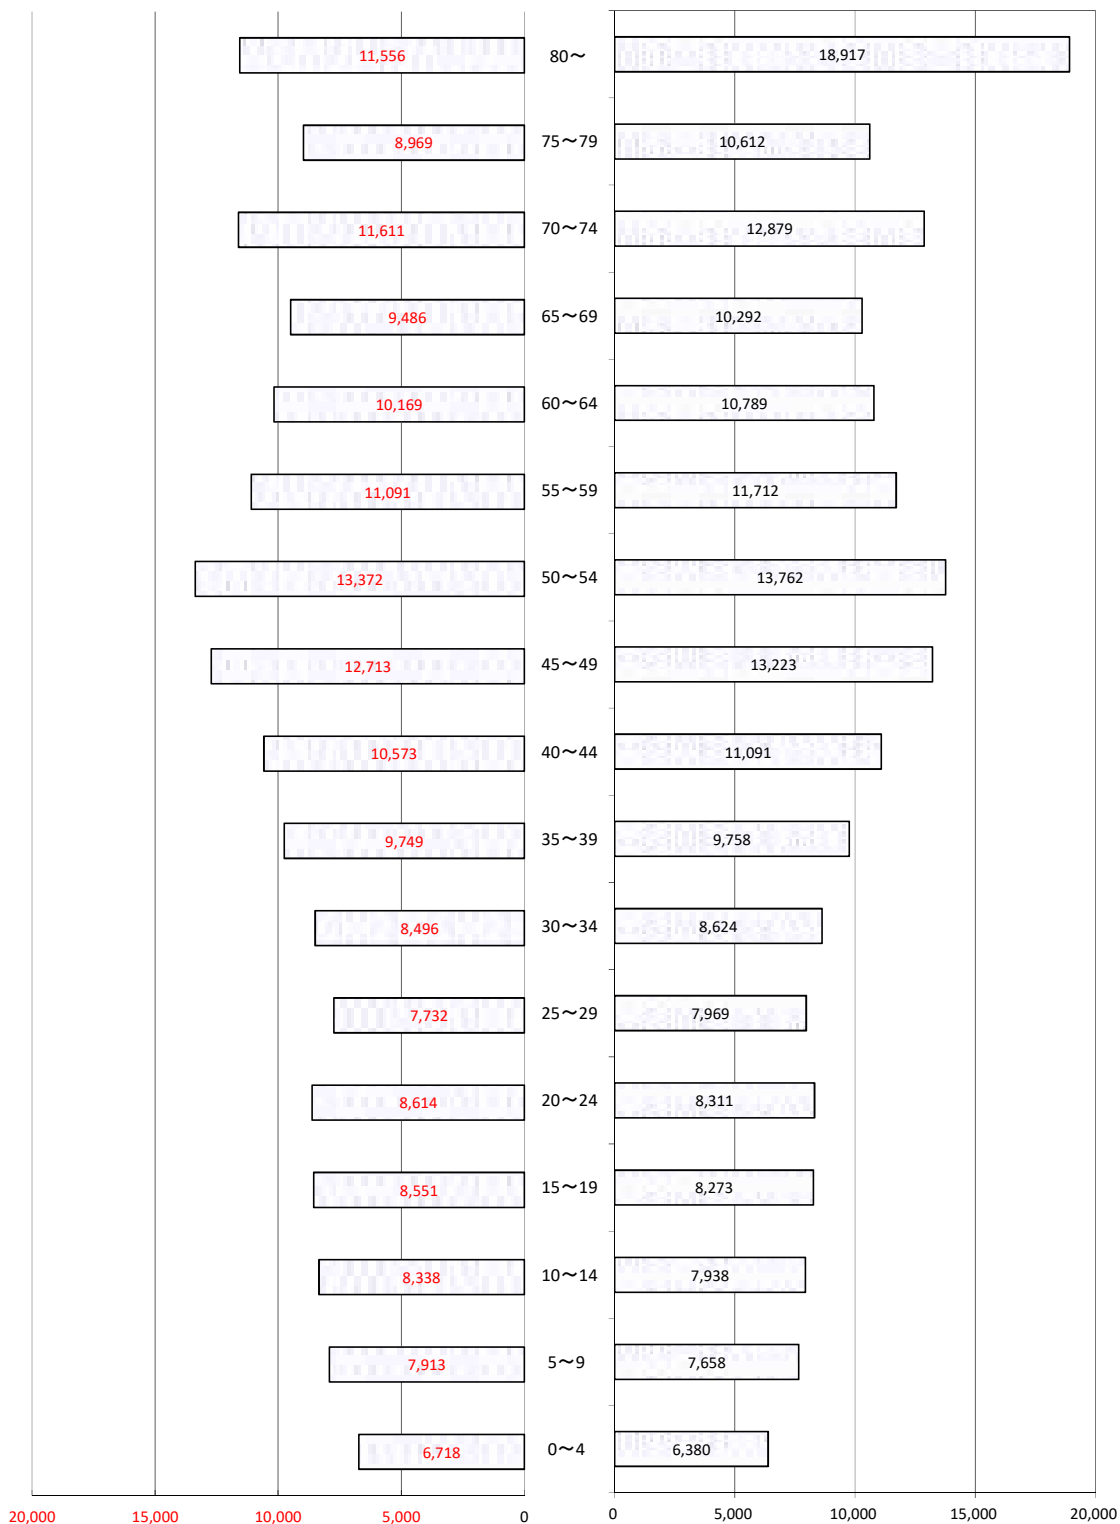 11,556 80～ 18,917
8,969 75～79 10,612
11,611 70～74 12,879
9,486 65～69 10,292
10,169 60～64 10,789
11,091 55～59 11,712
13,372 50～54 13,762
12,713 45～49 13,223
10,573 40～44 11,091
9,749 35～39 9,758
8,496 30～34 8,624
7,732 25～29 7,969
8,614 20～24 8,311
8,551 15～19 8,273
8,338 10～14 7,938
7,913 5～9 7,658
6,718 0～4 6,380
20,000 15,000 10,000 5,000 0 0 5,000 10,000 15,000 20,000